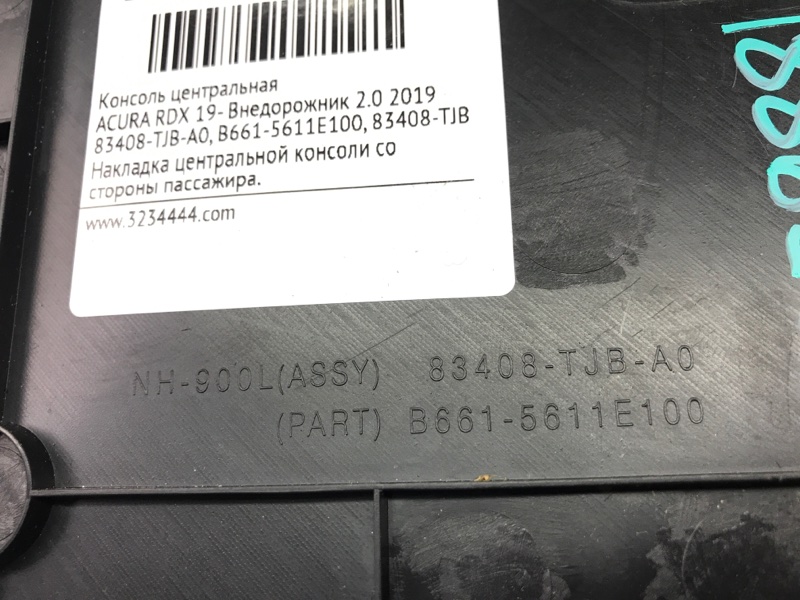 Консоль центральная
ACURA RDX 19- Внедорожник 2.0 2019
83408-TJB-A0, B661-5611E100, 83408-TJB
Накладка центральной консоли со
стороны пассажира.
www.3234444.com
NH-900L(ASSY) 83408-TJB-A0
(PART) B661-5611E100